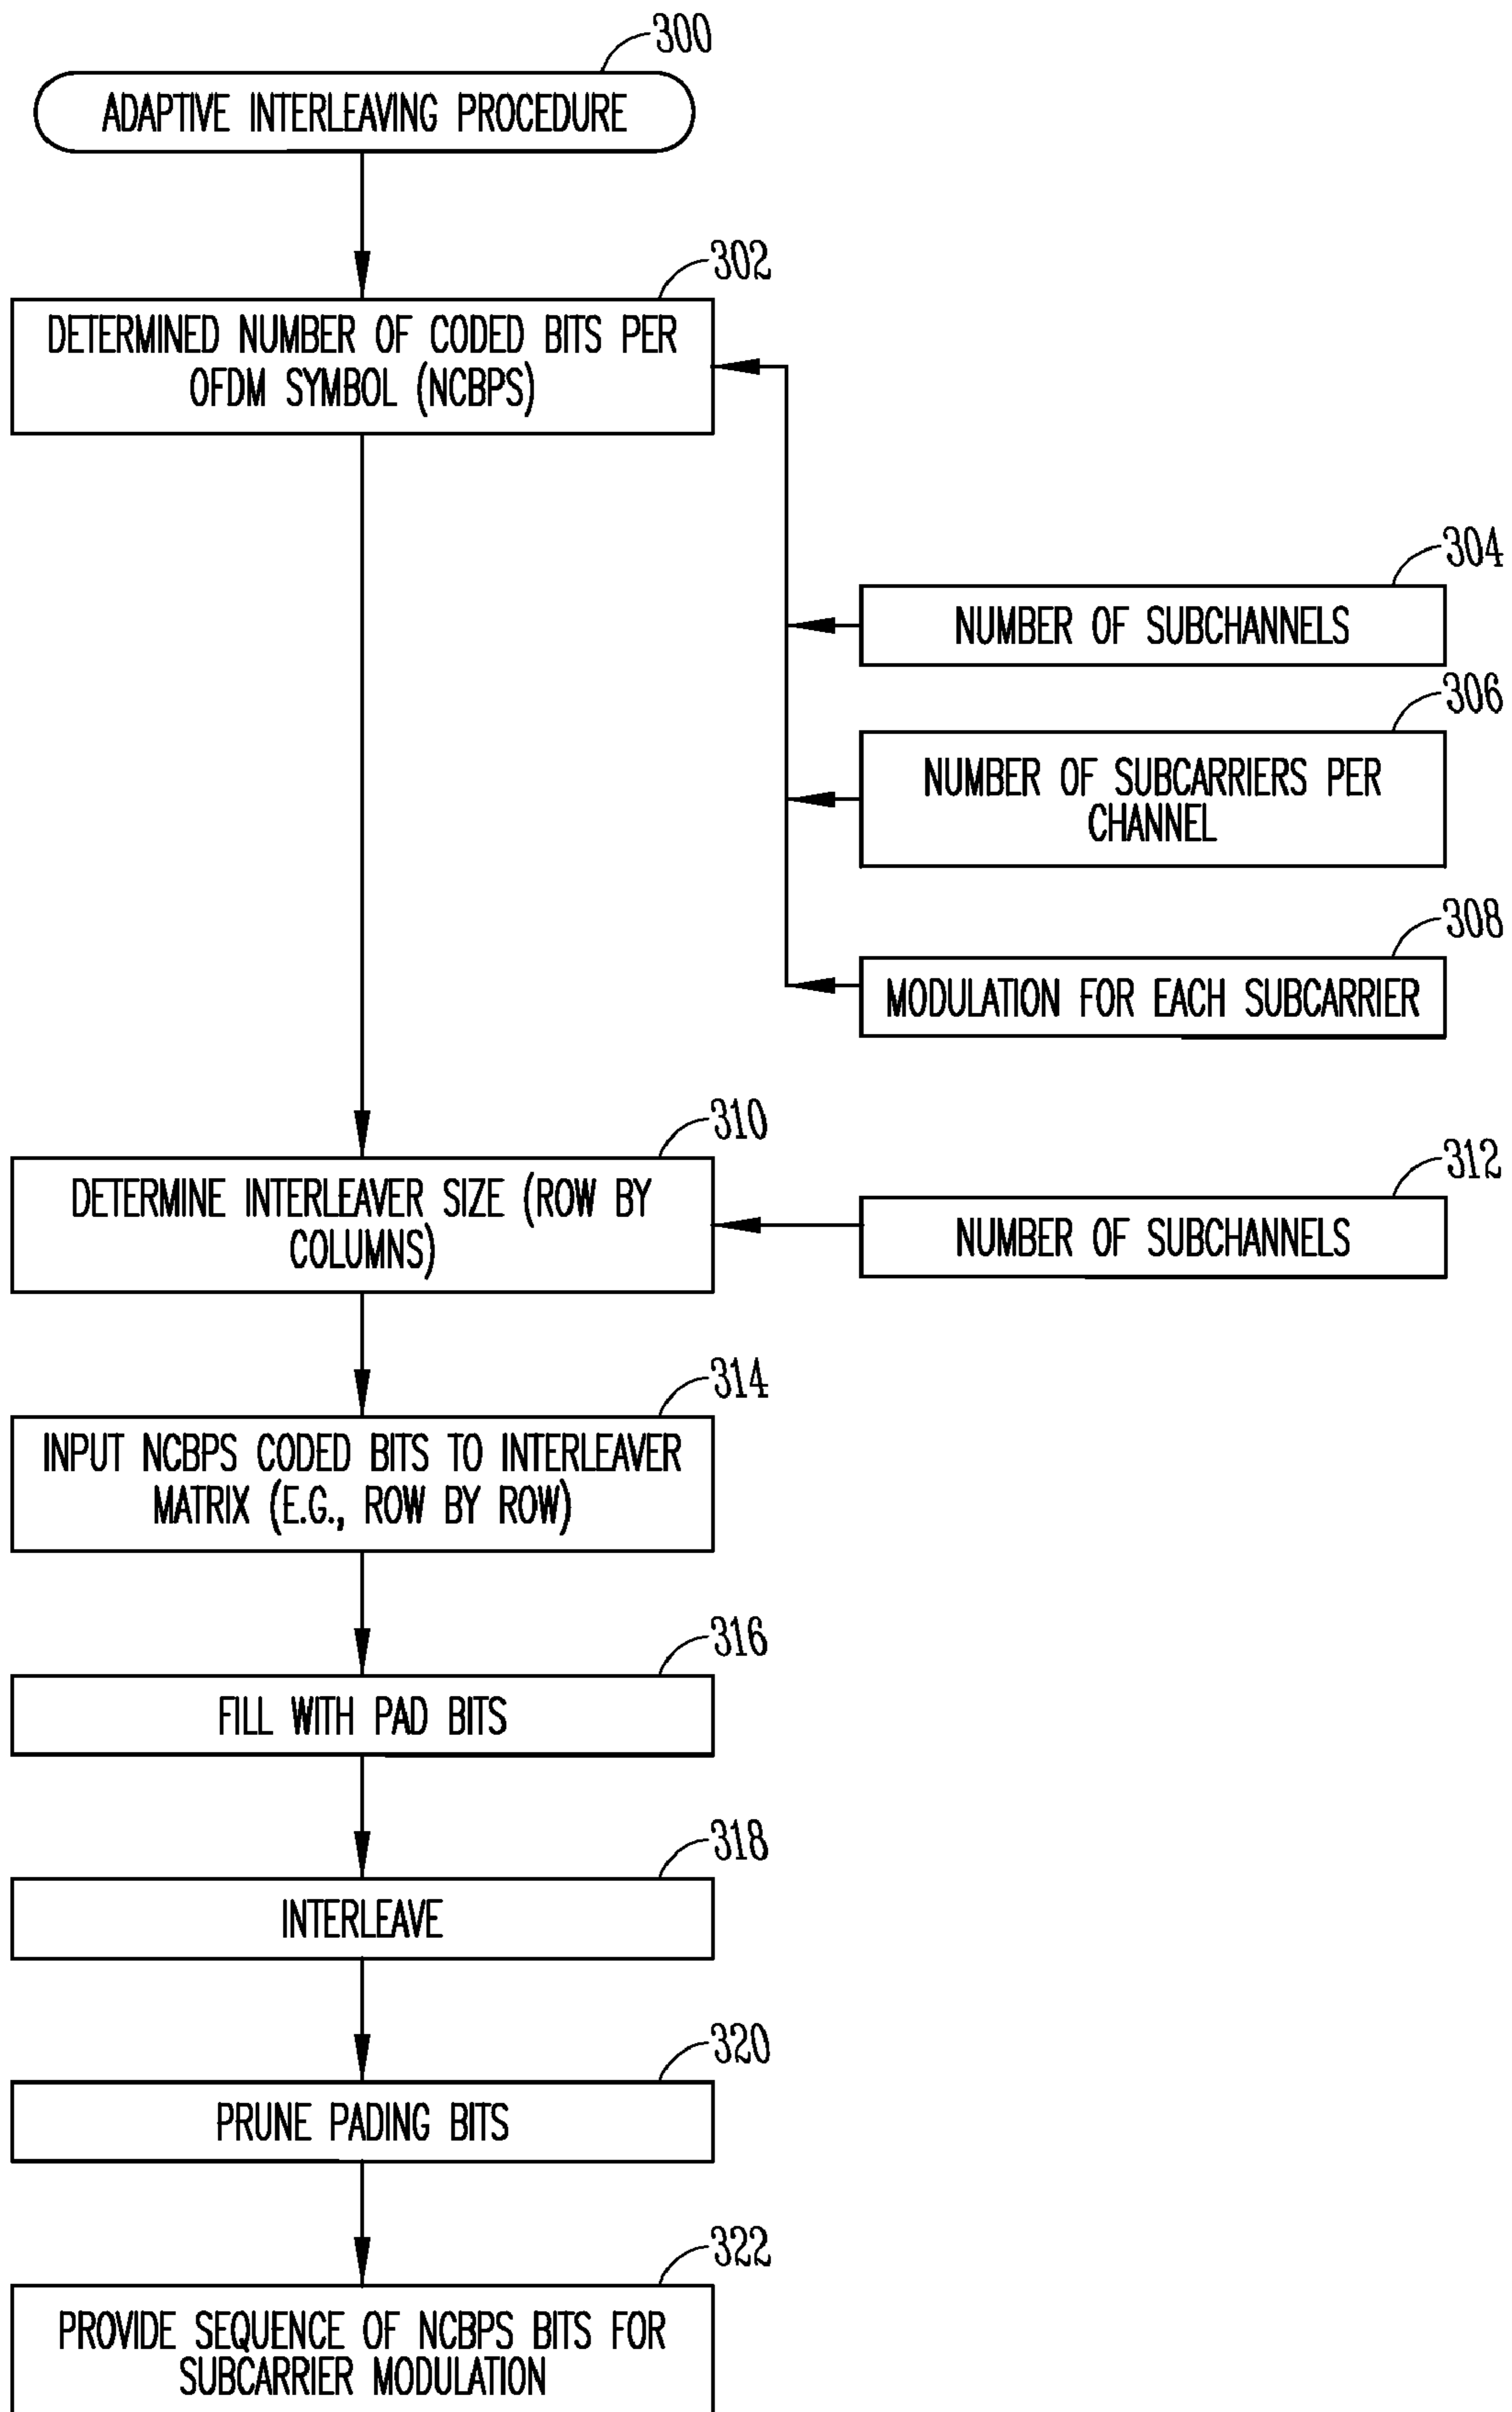 300
ADAPTIVE INTERLEAVING PROCEDURE
302
DETERMINED NUMBER OF CODED BITS PER
OFDM SYMBOL (NCBPS)
304
NUMBER OF SUBCHANNELS
306
NUMBER OF SUBCARRIERS PER
CHANNEL
308
MODULATION FOR EACH SUBCARRIER
310
DETERMINE INTERLEAVER SIZE (ROW BY
COLUMNS)
312
NUMBER OF SUBCHANNELS
314
INPUT NCBPS CODED BITS TO INTERLEAVER
MATRIX (E.G., ROW BY ROW)
316
FILL WITH PAD BITS
318
INTERLEAVE
320
PRUNE PADING BITS
322
PROVIDE SEQUENCE OF NCBPS BITS FOR
SUBCARRIER MODULATION